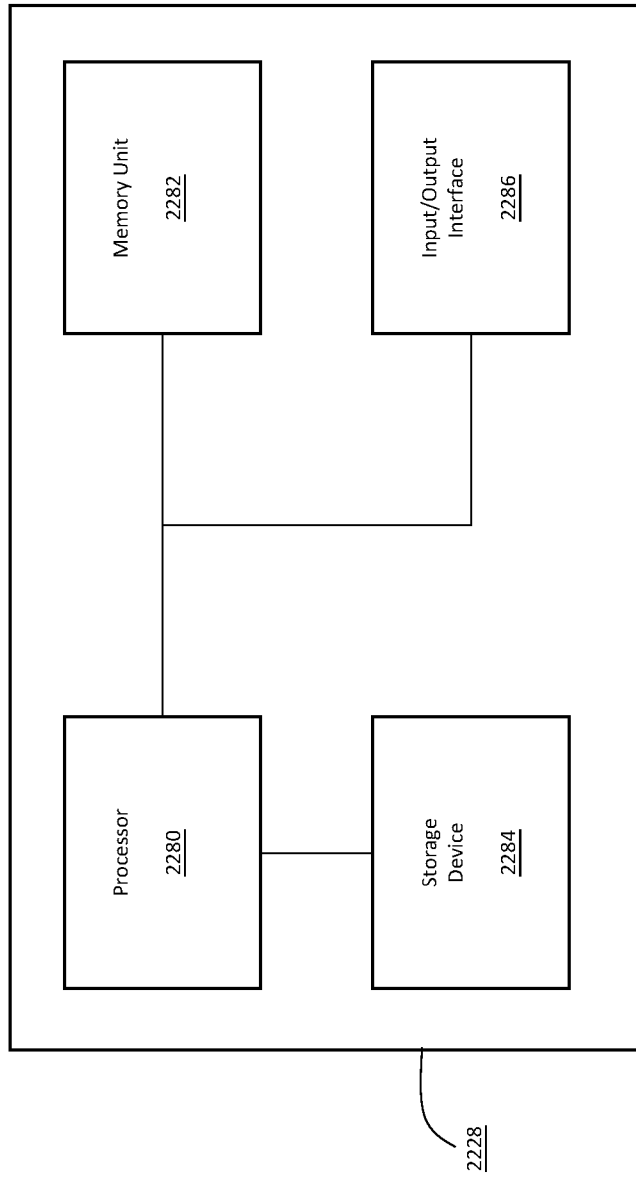 Processor
2280
Memory Unit
2282
Storage
Device
2284
Input/Output
Interface
2286
2228